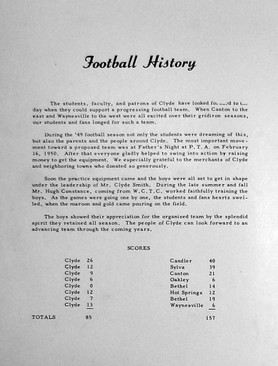 Football History
The students, faculty, and patrons of Clyde have looked
day when they could support a progressing football team. When Canton to the
east and Waynesville to the west were all excited over their gridiron seasons,
our students and fans longed for such a team.
During the '49 football season not only the students were dreaming of this,
but also the parents and the people around Clyde. The most important move-
ment toward a proposed team was at Father's Night at P. T. A. on February
16, 1950. After that everyone gladly helped to swing into action by raising
money to get the equipment. We especially grateful to the merchants of Clyde
and neighboring towns who donated so generously.
Soon the practice equipment came and the boys were all set to get in shape
under the leadership of Mr. Clyde Smith. During the late summer and fall
Mr. Hugh Constance, coming from W. C. T. C. worked faithfully training the
boys. As the games were going one by one, the students and fans hearts swel-
led, when the maroon and gold came pouring on the field.
The boys showed their appreciation for the organized team by the splendid
spirit they retained all season. The people of Clyde can look forward to an
advancing team through the coming years.
SCORES
Clyde 26 Candler 40
Clyde 12 Sylva 39
Clyde 9 Canton 21
Clyde 6 Oakley 6
Clyde 0 Bethel 14
Clyde 12 Hot Springs 12
Clyde 7 Bethel 19
Clyde 13 Waynesville 6
TOTALS 85 157